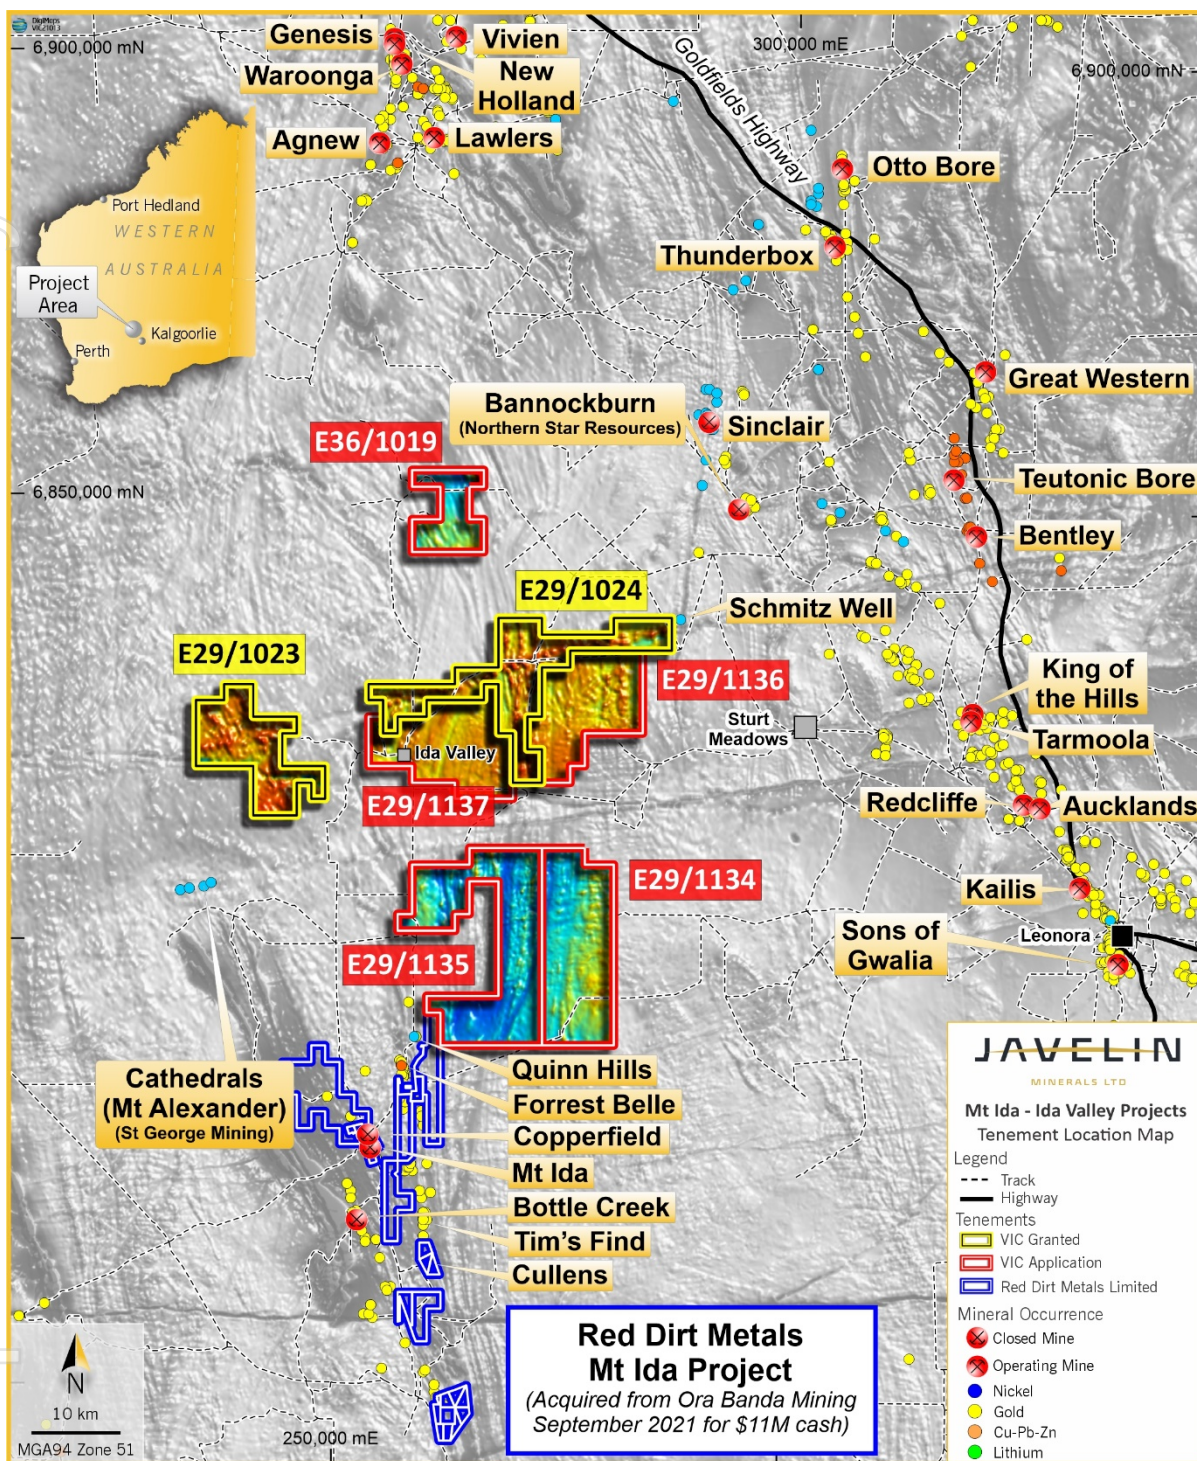 DigiMaps
VIC21013
6,900,000 mN
Genesis
Vivien
Waroonga
New
Holland
Agnew
Lawlers
Goldfields Highway
300,000 mE
6,900,000 mN
Otto Bore
Thunderbox
Port Hedland
WESTERN
AUSTRALIA
Project
Area
Kalgoorlie
Perth
Great Western
Bannockburn
(Northern Star Resources)
Sinclair
E36/1019
6,850,000 mN
Teutonic Bore
Bentley
E29/1024
Schmitz Well
E29/1023
E29/1136
King of
the Hills
Sturt
Meadows
Tarmoola
Ida Valley
E29/1137
Redcliffe
Aucklands
E29/1134
Kailis
E29/1135
Sons of
Gwalia
Leonora
Cathedrals
(Mt Alexander)
(St George Mining)
Quinn Hills
Forrest Belle
Copperfield
Mt Ida
Bottle Creek
Tim's Find
Cullens
Red Dirt Metals
Mt Ida Project
(Acquired from Ora Banda Mining
September 2021 for $11M cash)
N
10 km
MGA94 Zone 51
250,000 mE
JAVELIN
MINERALS LTD
Mt Ida - Ida Valley Projects
Tenement Location Map
Legend
Track
Highway
Tenements
VIC Granted
VIC Application
Red Dirt Metals Limited
Mineral Occurrence
Closed Mine
Operating Mine
Nickel
Gold
Cu-Pb-Zn
Lithium